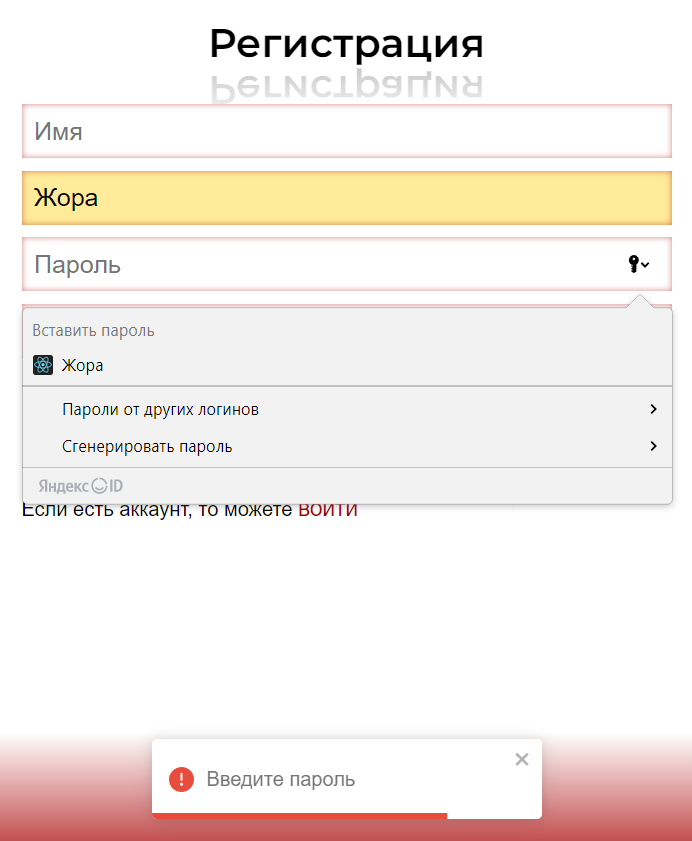 Регистрация
Имя
Жора
Пароль
Вставить пароль
Жора
Пароли от других логинов
Сгенерировать пароль
Яндекс ID
Если есть аккаунт, то можете войти
Введите пароль